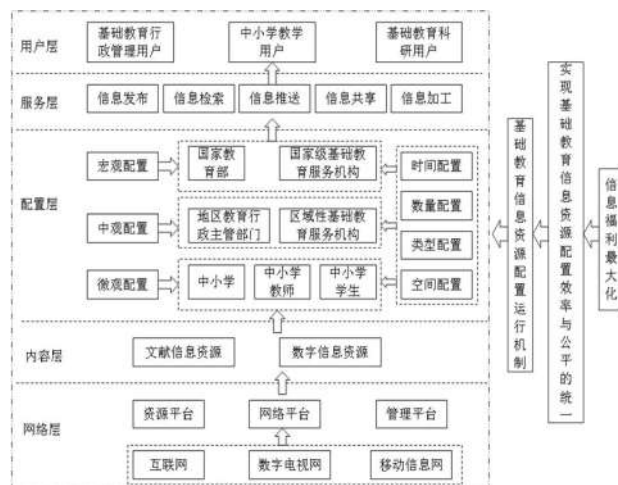 用户层
基础教育行
政管理用户
中小学教学
用户
基础教育科
研用户
服务层
信息发布
信息检索
信息推送
信息共享
信息加工
配置层
宏观配置
国家教
育部
国家级基础教
育服务机构
时间配置
数量配置
中观配置
地区教育行
政主管部门
区域性基础教
育服务机构
类型配置
微观配置
中小学
中小学
教师
中小学
学生
空间配置
内容层
文献信息资源
数字信息资源
网络层
资源平台
网络平台
管理平台
互联网
数字电视网
移动信息网
基础教育信息资源配置运行机制
实现基础教育信息资源配置效率与公平的统一
信息福利最大化